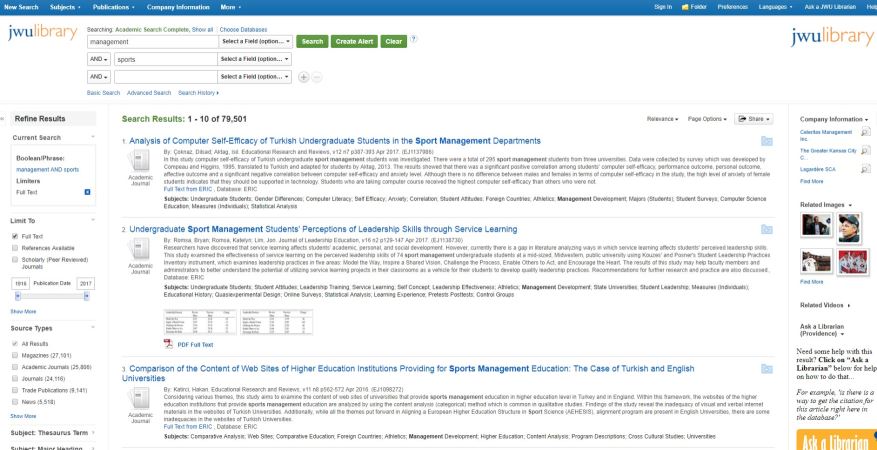 New Search Subjects Publications Company Information More Sign In Folder Preferences Languages Ask a JWU Librarian Help
jwulibrary
Searching: Academic Search Complete, Show all Choose Databases
management Select a Field (option... Search Create Alert Clear
AND sports Select a Field (option...
AND Select a Field (option...
Basic Search Advanced Search Search History
jwulibrary
Refine Results
Current Search
Boolean/Phrase:
management AND sports
Limiters
Full Text
Limit To
Full Text
References Available
Scholarly (Peer Reviewed) Journals
1916 Publication Date 2017
Show More
Source Types
All Results
Magazines (27,191)
Academic Journals (25,806)
Journals (24,116)
Trade Publications (9,141)
News (5,518)
Show More
Subject: Thesaurus Term
Subject: Major Heading
Search Results: 1 - 10 of 79,501
Relevance Page Options Share
1. Analysis of Computer Self-Efficacy of Turkish Undergraduate Students in the Sport Management Departments
Academic Journal
By: Çoknaz, Dilşad; Aktag, Isil. Educational Research and Reviews, v12 n7 p387-393 Apr 2017. (EJ1137986)
In this study computer self-efficacy of Turkish undergraduate students was investigated. There were a total of 295 sport management students from three universities. Data were collected by survey which was developed by
Compeau and Higgins, 1995, translated to Turkish and adapted for students by Aktag, 2013. The results showed that there was a significant positive correlation among students' computer self-efficacy, performance outcome, personal outcome,
affective outcome and a significant negative correlation between computer self-efficacy and anxiety level. Although there is no difference between males and females in terms of computer self-efficacy in the study, the high level of anxiety of female
students indicates that they should be supported in technology. Students who are taking computer course received the highest computer self-efficacy than others who were not.
Full Text from ERIC , Database: ERIC
Subjects: Undergraduate Students; Gender Differences; Computer Literacy; Self Efficacy; Anxiety; Correlation; Student Attitudes; Foreign Countries; Athletics; Management Development; Majors (Students); Student Surveys; Computer Science
Education; Measures (Individuals); Statistical Analysis
2. Undergraduate Sport Management Students' Perceptions of Leadership Skills through Service Learning
Academic Journal
By: Romsa, Bryan; Romsa, Katelyn; Lim, Jon. Journal of Leadership Education, v16 n2 p129-147 Apr 2017. (EJ1138730)
Researchers have discovered that service learning affects students' academic, personal, and social development. However, currently there is a gap in literature analyzing ways in which service learning affects students' perceived leadership skills.
This study examined the effectiveness of service learning on the perceived leadership skills of 74 sport management undergraduate students at a mid-sized, Midwestern, public university using Kouzes' and Posner's Student Leadership Practices
Inventory instrument, which examines leadership practices in five areas: Model the Way, Inspire a Shared Vision, Challenge the Process, Enable Others to Act, and Encourage the Heart. The results of this study may help faculty members and
administrators to better understand the potential of utilizing service learning projects in their classrooms as a vehicle for their students to develop quality leadership practices. Recommendations for further research and practice are also discussed.,
Database: ERIC
Subjects: Undergraduate Students; Student Attitudes; Leadership Training; Service Learning; Self Concept; Leadership Effectiveness; Athletics; Management Development; State Universities; Student Leadership; Measures (Individuals);
Educational History; Quasiexperimental Design; Online Surveys; Statistical Analysis; Learning Experience; Pretests Posttests; Control Groups
PDF Full Text
3. Comparison of the Content of Web Sites of Higher Education Institutions Providing for Sports Management Education: The Case of Turkish and English
Universities
Academic Journal
By: Katirci, Hakan. Educational Research and Reviews, v11 n8 p562-572 Apr 2016. (EJ1098272)
Considering various themes, this study aims to examine the content of web sites of universities that provide sports management education in higher education level in Turkey and in England. Within this framework, the websites of the higher
education institutions that provide sports management education are analyzed by using the content analysis (categorical) method which is common in qualitative studies. Findings of the study reveal the inadequacy of visual and verbal interest
materials in the websites of Turkish Universities. Additionally, while all the themes put forward in Aligning a European Higher Education Structure in Sport Science (AEHESIS), alignment program are present in English Universities, there are some
inadequacies in the websites of Turkish Universities.
Full Text from ERIC , Database: ERIC
Subjects: Comparative Analysis; Web Sites; Comparative Education; Foreign Countries; Athletics; Management Development; Higher Education; Content Analysis; Program Descriptions; Cross Cultural Studies; Universities
Company Information
Celeritas Management Inc.
The Greater Kansas City C...
Lagardère SCA
Find More
Related Images
Find More
Related Videos
Ask a Librarian
(Providence)
Need some help with this
result? Click on "Ask a
Librarian" below for help
on how to do that...
For example, 'is there a
way to get the citation for
this article right here in
the database?'
Ask a librarian